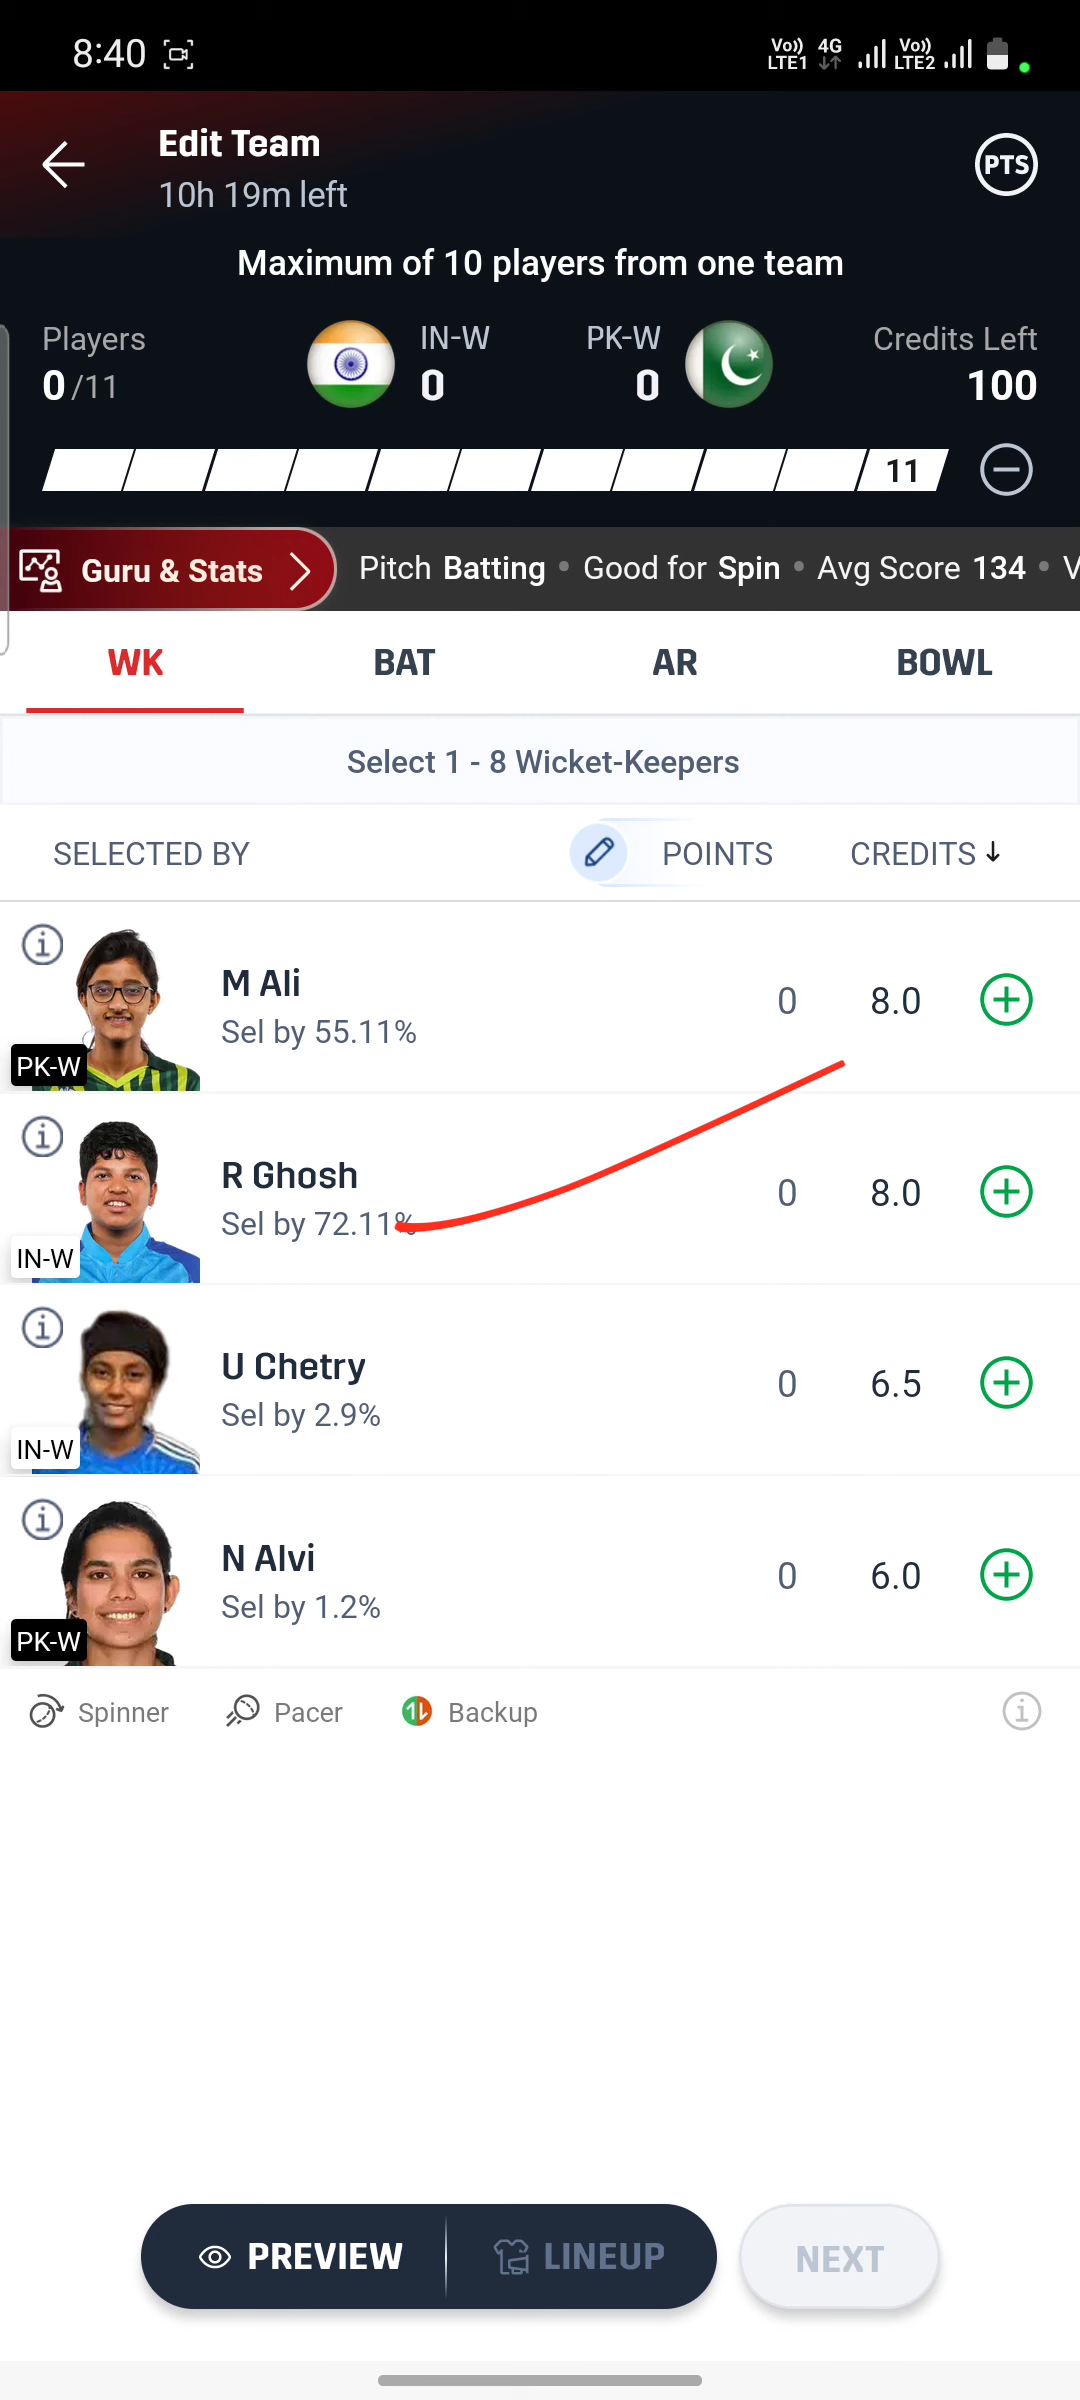 8:40
Vo)) LTE1 4G Vo)) LTE2
Edit Team
10h 19m left
PTS
Maximum of 10 players from one team
Players
0/11
IN-W
0
PK-W
0
Credits Left
100
11
Guru & Stats
Pitch Batting • Good for Spin • Avg Score 134 • V
WK BAT AR BOWL
Select 1 - 8 Wicket-Keepers
SELECTED BY POINTS CREDITS ↓
M Ali
Sel by 55.11%
PK-W
0 8.0
R Ghosh
Sel by 72.11%
IN-W
0 8.0
U Chetry
Sel by 2.9%
IN-W
0 6.5
N Alvi
Sel by 1.2%
PK-W
0 6.0
Spinner Pacer Backup
PREVIEW LINEUP NEXT